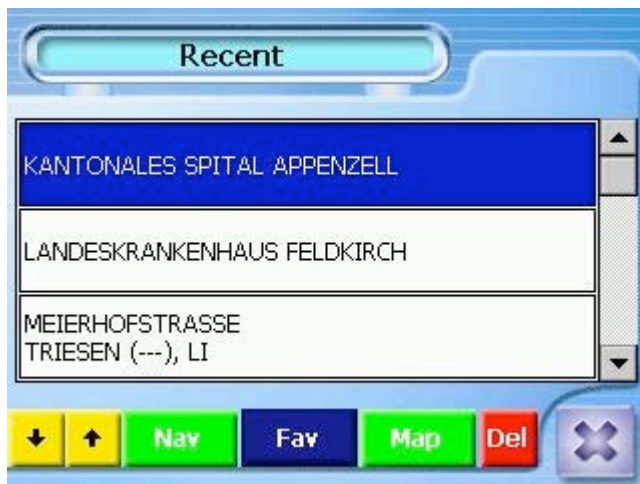 Recent
KANTONALES SPITAL APPENZELL
LANDESKRANKENHAUS FELDKIRCH
MEIERHOFSTRASSE
TRIESEN (---), LI
Nav Fav Map Del